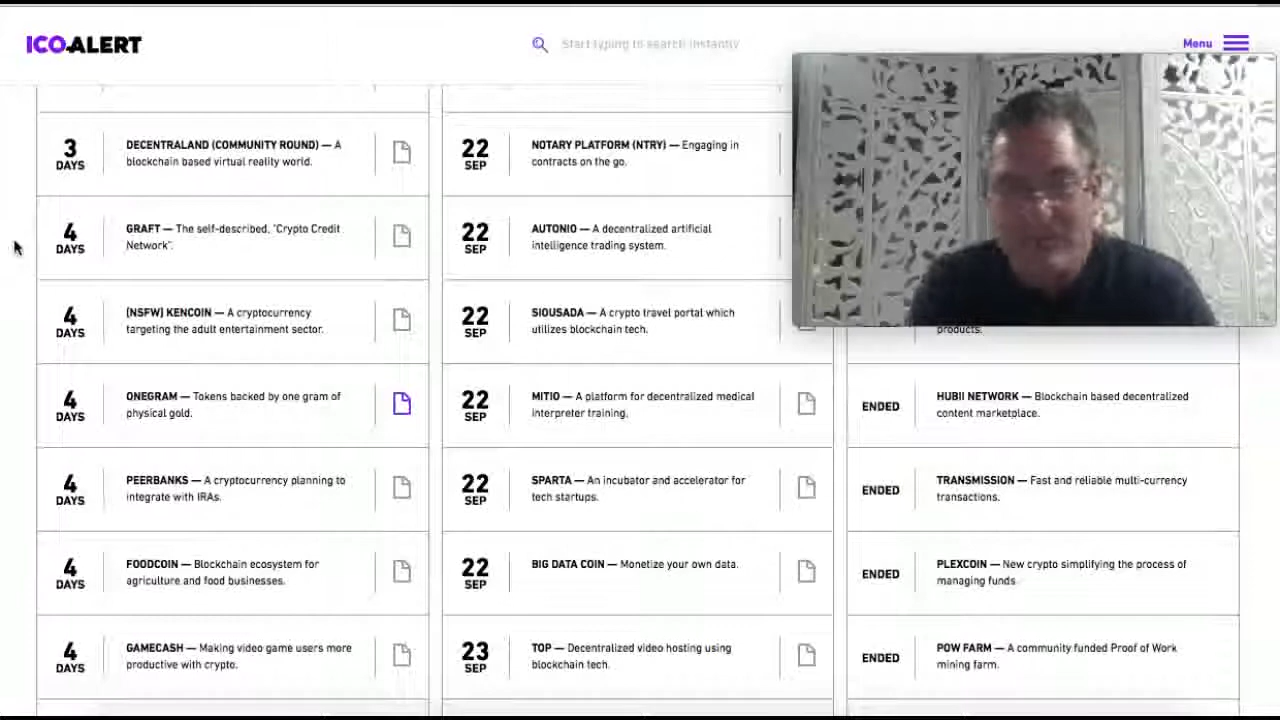 ICO ALERT
Start typing to search instantly
Menu
3
DAYS
DECENTRALAND (COMMUNITY ROUND) — A
blockchain based virtual reality world.
4
DAYS
GRAFT — The self-described, "Crypto Credit
Network".
4
DAYS
(NSFW) KENCOIN — A cryptocurrency
targeting the adult entertainment sector.
4
DAYS
ONEGRAM — Tokens backed by one gram of
physical gold.
4
DAYS
PEERBANKS — A cryptocurrency planning to
integrate with IRAs.
4
DAYS
FOODCOIN — Blockchain ecosystem for
agriculture and food businesses.
4
DAYS
GAMECASH — Making video game users more
productive with crypto.
22
SEP
NOTARY PLATFORM (NTRY) — Engaging in
contracts on the go.
22
SEP
AUTONIO — A decentralized artificial
intelligence trading system.
22
SEP
SIOUSADA — A crypto travel portal which
utilizes blockchain tech.
22
SEP
MITIO — A platform for decentralized medical
interpreter training.
22
SEP
SPARTA — An incubator and accelerator for
tech startups.
22
SEP
BIG DATA COIN — Monetize your own data.
23
SEP
TOP — Decentralized video hosting using
blockchain tech.
products.
ENDED
HUBII NETWORK — Blockchain based decentralized
content marketplace.
ENDED
TRANSMISSION — Fast and reliable multi-currency
transactions.
ENDED
PLEXCOIN — New crypto simplifying the process of
managing funds
ENDED
POW FARM — A community funded Proof of Work
mining farm.